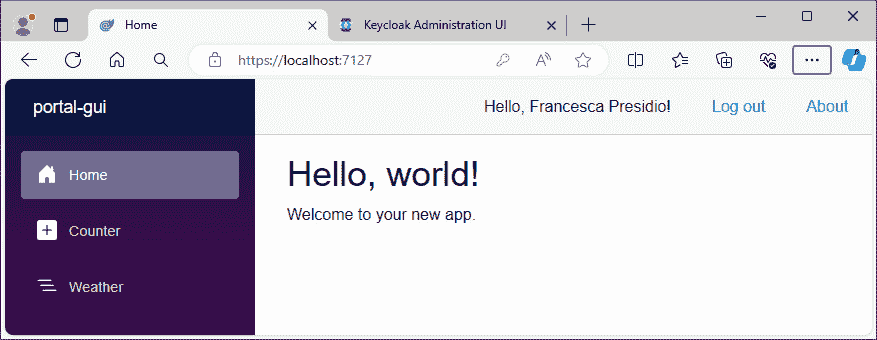 Home
Keycloak Administration UI
https://localhost:7127
portal-gui
Hello, Francesca Presidio!
Log out
About
Home
Hello, world!
Welcome to your new app.
Counter
Weather